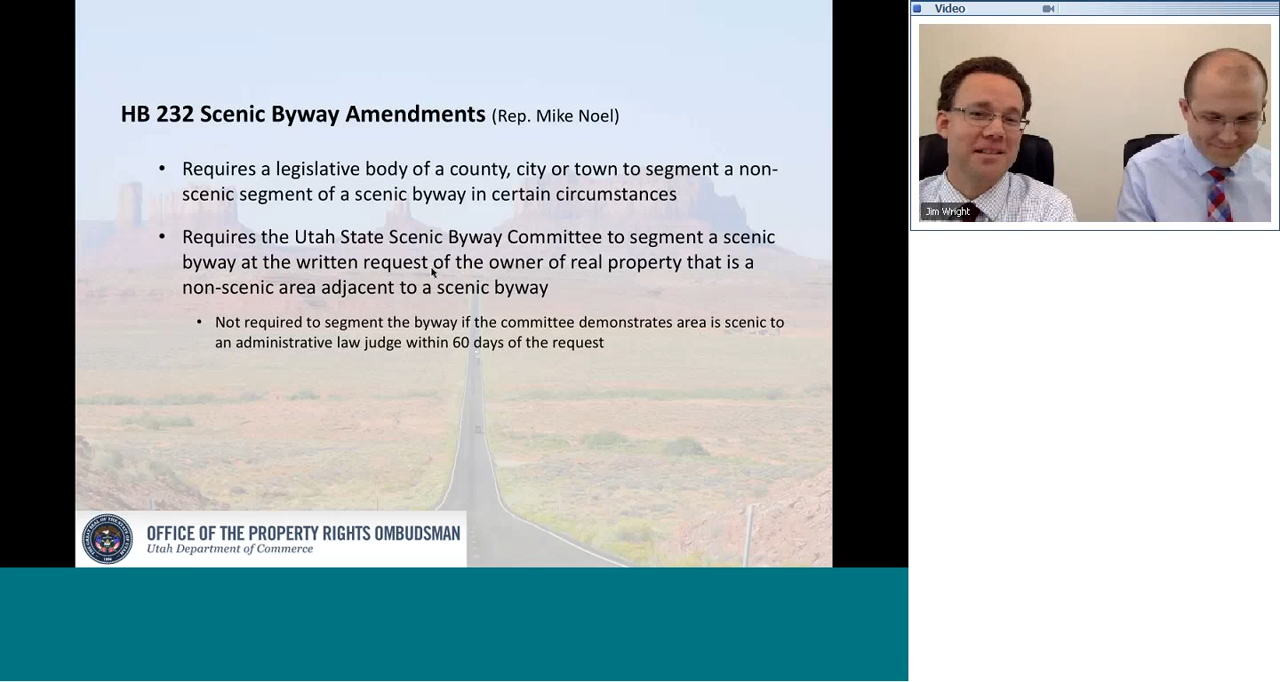 Video
HB 232 Scenic Byway Amendments (Rep. Mike Noel)
• Requires a legislative body of a county, city or town to segment a non-
scenic segment of a scenic byway in certain circumstances
• Requires the Utah State Scenic Byway Committee to segment a scenic
byway at the written request of the owner of real property that is a
non-scenic area adjacent to a scenic byway
• Not required to segment the byway if the committee demonstrates area is scenic to
an administrative law judge within 60 days of the request
Jim Wright
OFFICE OF THE PROPERTY RIGHTS OMBUDSMAN
Utah Department of Commerce